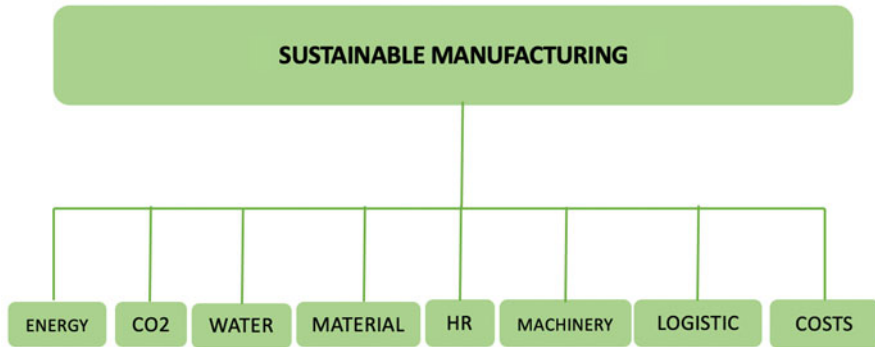 SUSTAINABLE MANUFACTURING
ENERGY
CO2
WATER
MATERIAL
HR
MACHINERY
LOGISTIC
COSTS